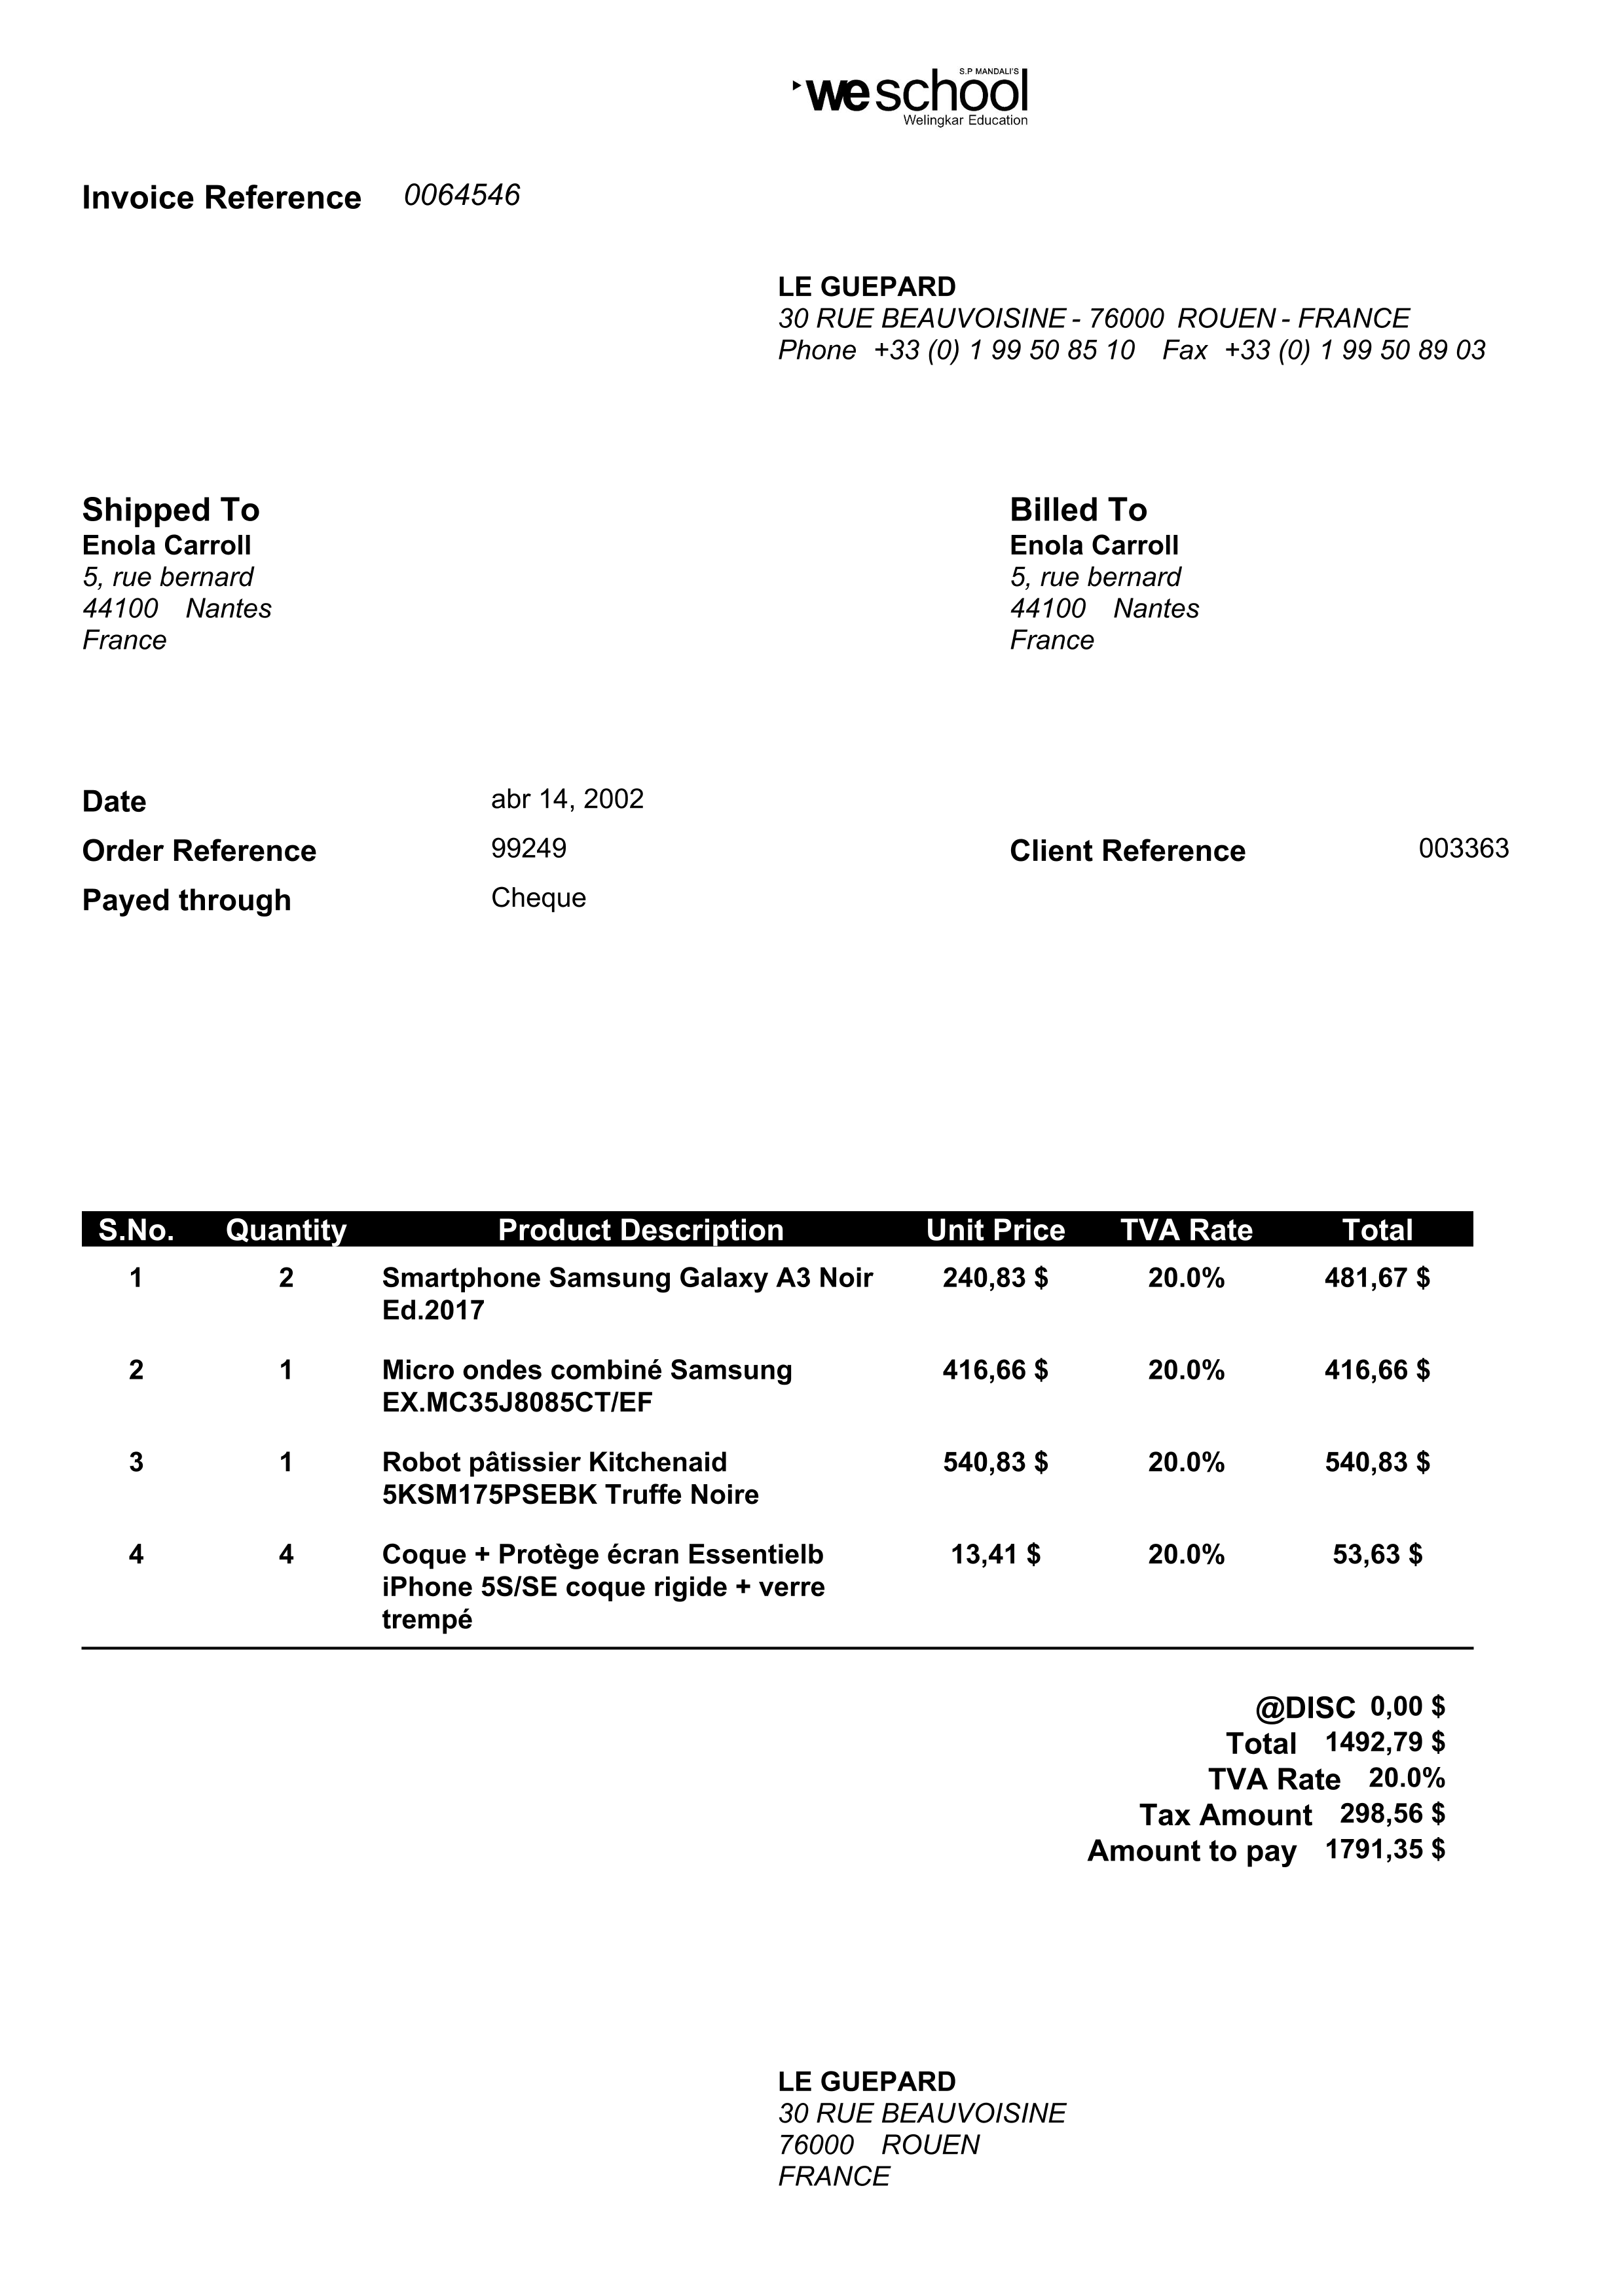 S.P MANDALI'S
weschool
Welingkar Education
Invoice Reference 0064546
LE GUEPARD
30 RUE BEAUVOISINE - 76000 ROUEN - FRANCE
Phone +33 (0) 1 99 50 85 10 Fax +33 (0) 1 99 50 89 03
Shipped To Billed To
Enola Carroll Enola Carroll
5, rue bernard 5, rue bernard
44100 Nantes 44100 Nantes
France France
Date abr 14, 2002
Order Reference 99249 Client Reference 003363
Payed through Cheque
S.No. Quantity Product Description Unit Price TVA Rate Total
1 2 Smartphone Samsung Galaxy A3 Noir 240,83 $ 20.0% 481,67 $
Ed.2017
2 1 Micro ondes combiné Samsung 416,66 $ 20.0% 416,66 $
EX.MC35J8085CT/EF
3 1 Robot pâtissier Kitchenaid 540,83 $ 20.0% 540,83 $
5KSM175PSEBK Truffe Noire
4 4 Coque + Protège écran Essentielb 13,41 $ 20.0% 53,63 $
iPhone 5S/SE coque rigide + verre
trempé
@DISC 0,00 $
Total 1492,79 $
TVA Rate 20.0%
Tax Amount 298,56 $
Amount to pay 1791,35 $
LE GUEPARD
30 RUE BEAUVOISINE
76000 ROUEN
FRANCE